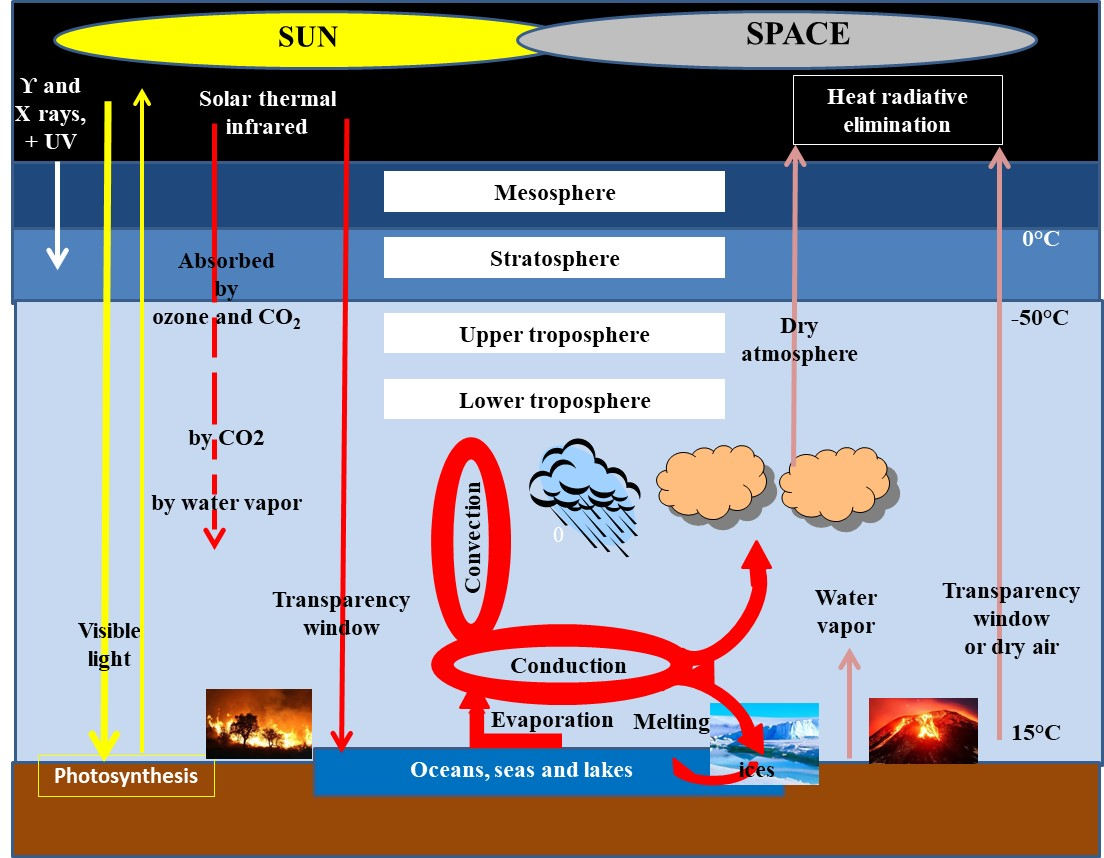 SUN
SPACE
ϒ and
X rays,
+ UV
Solar thermal
infrared
Heat radiative
elimination
Mesosphere
0°C
Stratosphere
Absorbed
by
ozone and CO₂
-50°C
Upper troposphere
Dry
atmosphere
Lower troposphere
by CO2
by water vapor
Convection
0
Transparency
window
Water
vapor
Transparency
window
or dry air
Visible
light
Conduction
Evaporation
Melting
15°C
Photosynthesis
Oceans, seas and lakes
ices